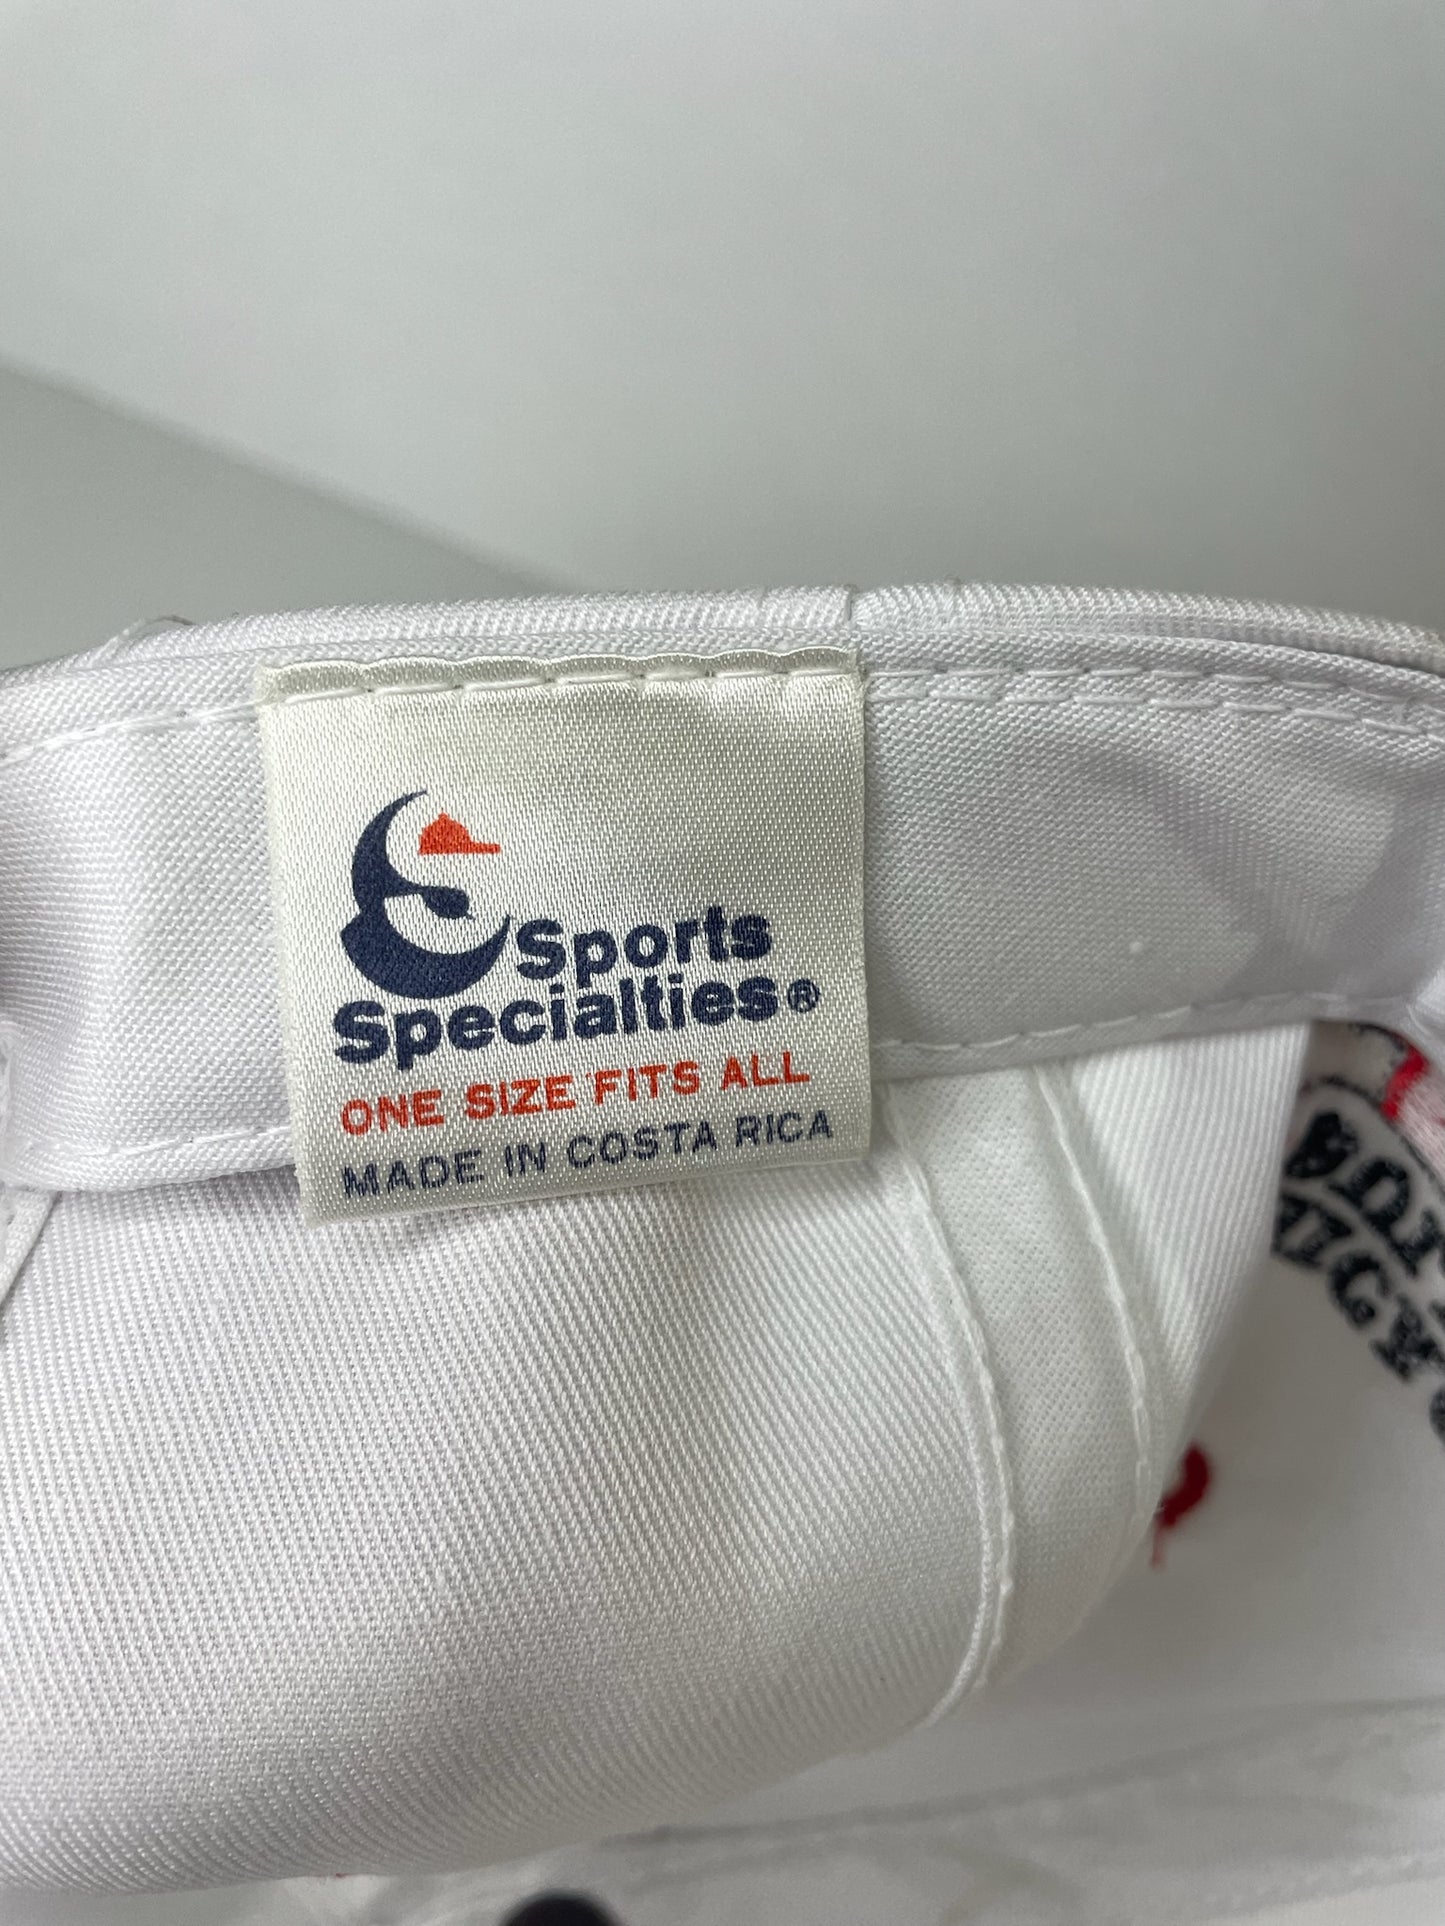 Sports
Specialties®
ONE SIZE FITS ALL
MADE IN COSTA RICA